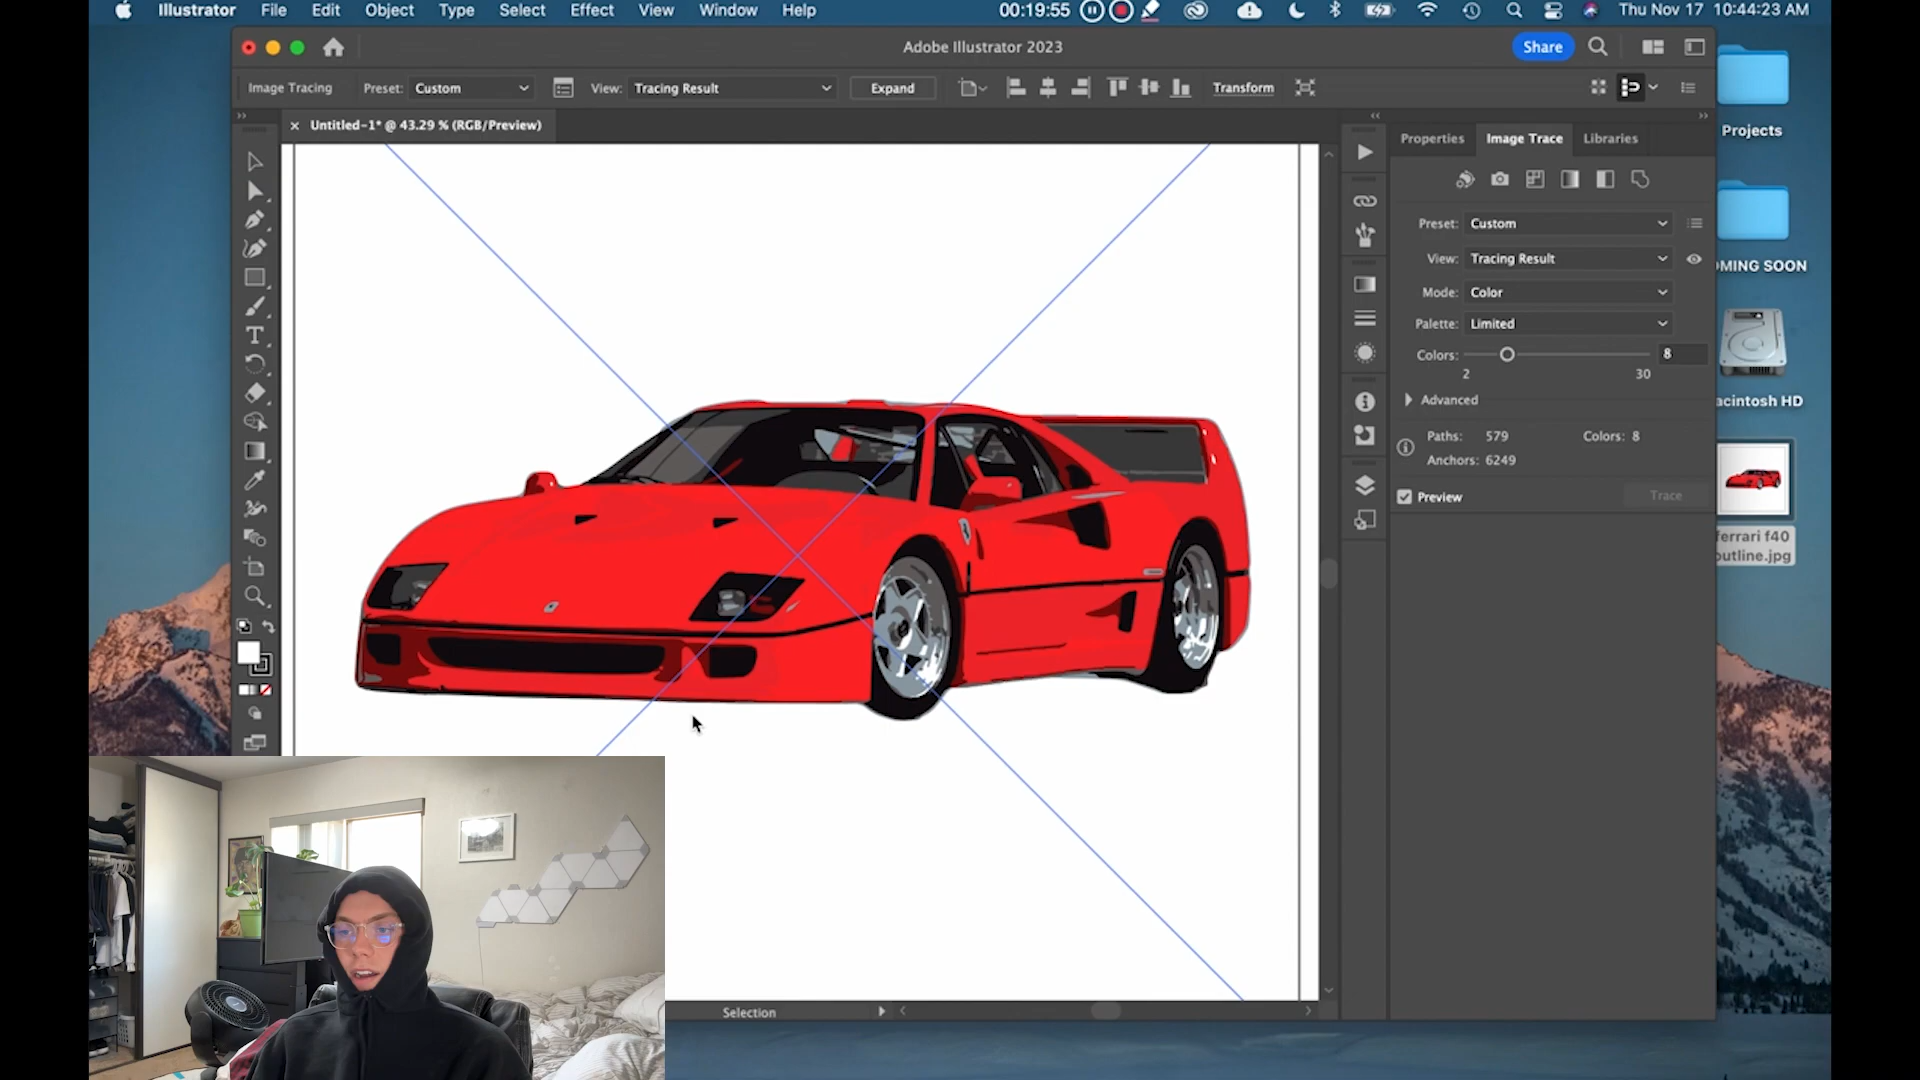 Illustrator File Edit Object Type Select Effect View Window Help 00:19:55 Thu Nov 17 10:44:23 AM
Adobe Illustrator 2023 Share
Image Tracing Preset: Custom View: Tracing Result Expand Transform
Untitled-1* @ 43.29 % (RGB/Preview)
Properties Image Trace Libraries
Preset: Custom
View: Tracing Result
Mode: Color
Palette: Limited
Colors: 8
2 30
Advanced
Paths: 579 Colors: 8
Anchors: 6249
Preview Trace
Selection
Projects
OMING SOON
acintosh HD
ferrari f40
outline.jpg